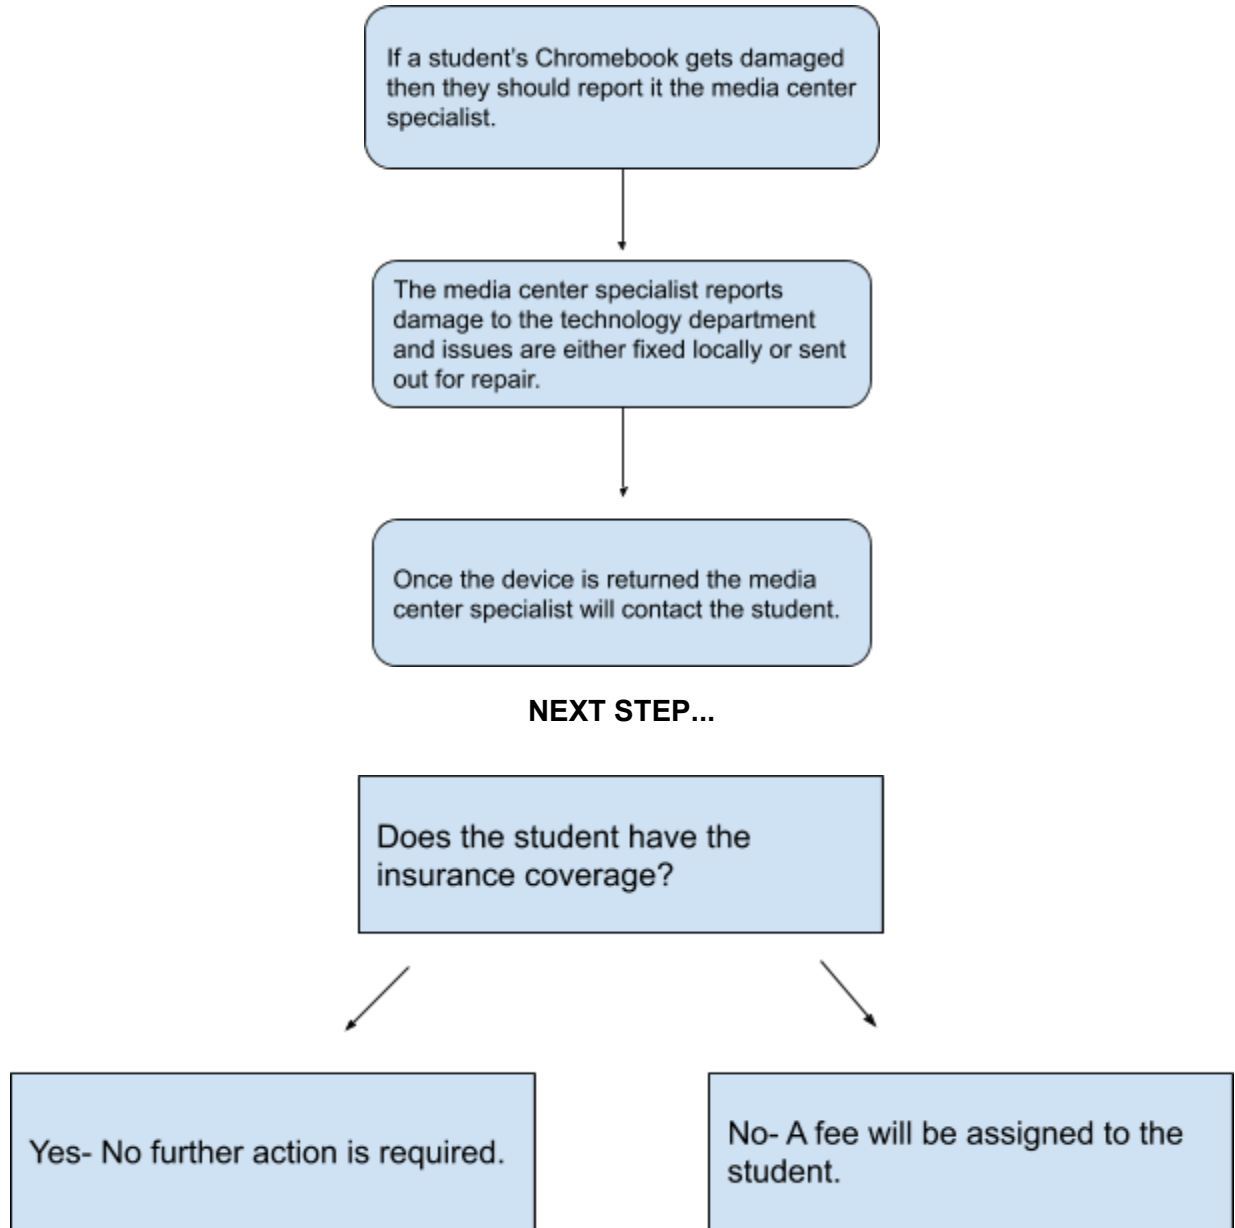 If a student's Chromebook gets damaged
then they should report it the media center
specialist.
The media center specialist reports
damage to the technology department
and issues are either fixed locally or sent
out for repair.
Once the device is returned the media
center specialist will contact the student.
NEXT STEP...
Does the student have the
insurance coverage?
Yes- No further action is required.
No- A fee will be assigned to the
student.